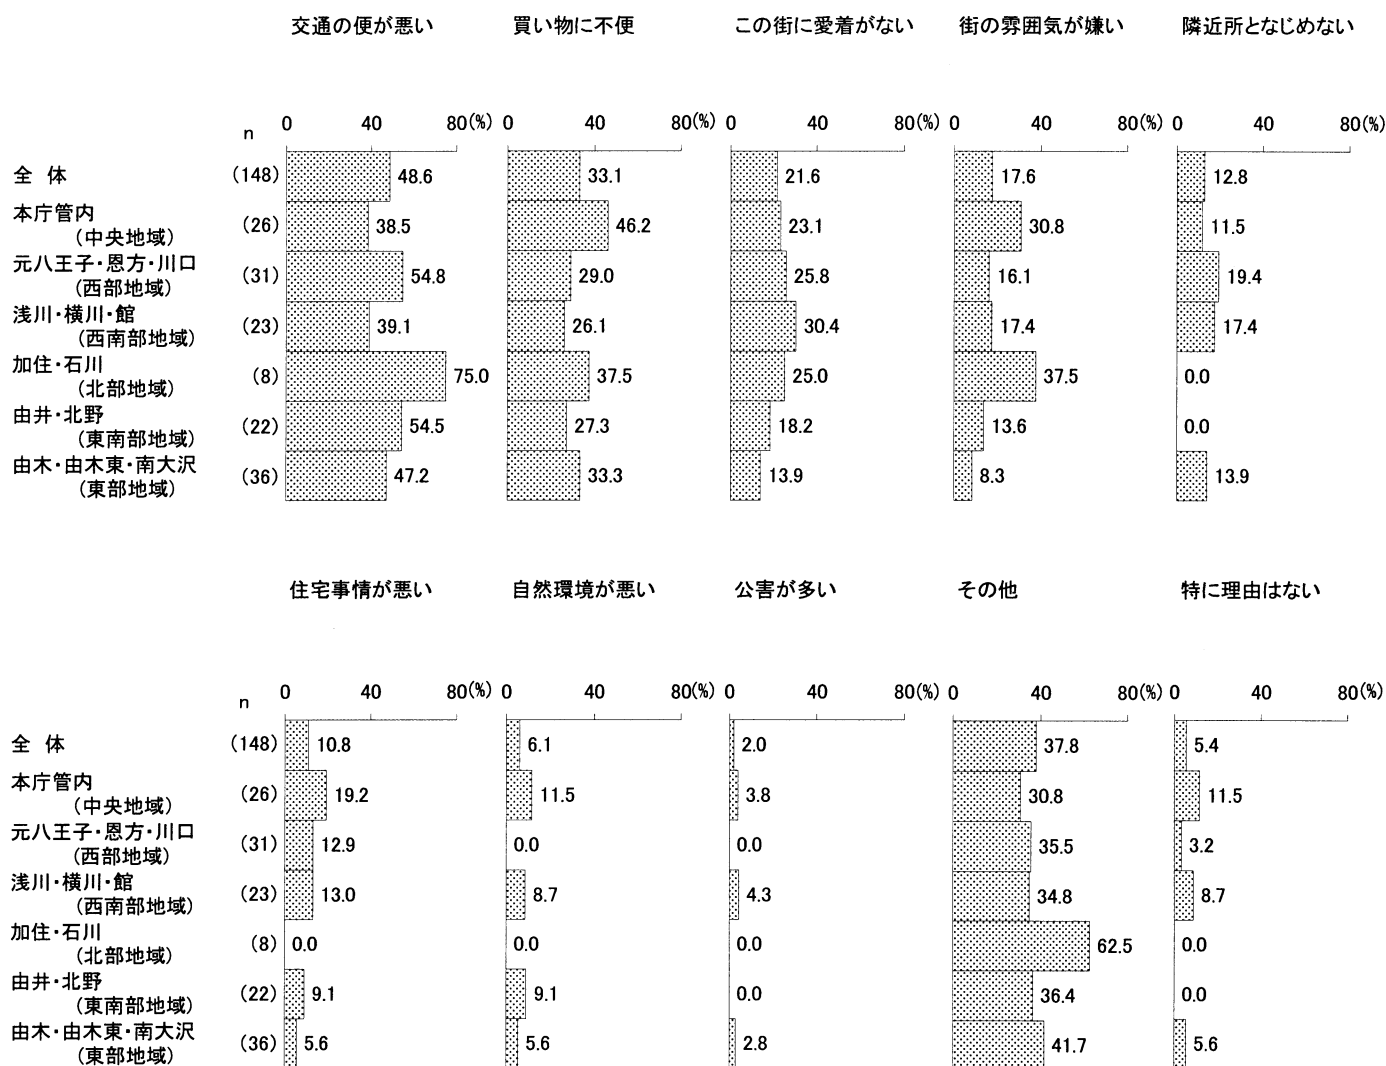 交通の便が悪い 買い物に不便 この街に愛着がない 街の雰囲気が嫌い 隣近所となじめない
n 0 40 80(%) 0 40 80(%) 0 40 80(%) 0 40 80(%) 0 40 80(%)
全 体 (148) 48.6 33.1 21.6 17.6 12.8
本庁管内
(中央地域) (26) 38.5 46.2 23.1 30.8 11.5
元八王子・恩方・川口
(西部地域) (31) 54.8 29.0 25.8 16.1 19.4
浅川・横川・館
(西南部地域) (23) 39.1 26.1 30.4 17.4 17.4
加住・石川
(北部地域) (8) 75.0 37.5 25.0 37.5 0.0
由井・北野
(東南部地域) (22) 54.5 27.3 18.2 13.6 0.0
由木・由木東・南大沢
(東部地域) (36) 47.2 33.3 13.9 8.3 13.9
住宅事情が悪い 自然環境が悪い 公害が多い その他 特に理由はない
n 0 40 80(%) 0 40 80(%) 0 40 80(%) 0 40 80(%) 0 40 80(%)
全 体 (148) 10.8 6.1 2.0 37.8 5.4
本庁管内
(中央地域) (26) 19.2 11.5 3.8 30.8 11.5
元八王子・恩方・川口
(西部地域) (31) 12.9 0.0 0.0 35.5 3.2
浅川・横川・館
(西南部地域) (23) 13.0 8.7 4.3 34.8 8.7
加住・石川
(北部地域) (8) 0.0 0.0 0.0 62.5 0.0
由井・北野
(東南部地域) (22) 9.1 9.1 0.0 36.4 0.0
由木・由木東・南大沢
(東部地域) (36) 5.6 5.6 2.8 41.7 5.6